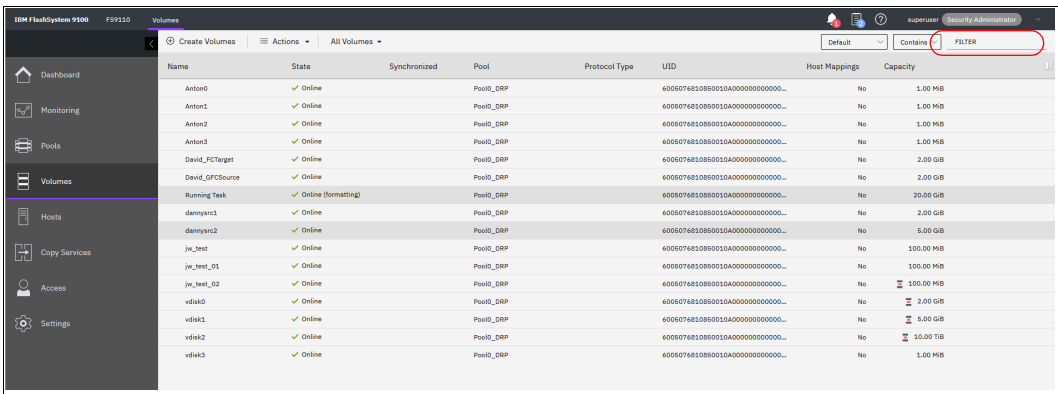 IBM FlashSystem 9100 FS9110 Volumes 1 2 superuser Security Administrator
Create Volumes Actions All Volumes Default Contains FILTER
Name State Synchronized Pool Protocol Type UID Host Mappings Capacity
Dashboard
Monitoring
Pools
Volumes
Hosts
Copy Services
Access
Settings
Anton0 Online Pool0_DRP 6005076810850010A000000000000... No 1.00 MiB
Anton1 Online Pool0_DRP 6005076810850010A000000000000... No 1.00 MiB
Anton2 Online Pool0_DRP 6005076810850010A000000000000... No 1.00 MiB
Anton3 Online Pool0_DRP 6005076810850010A000000000000... No 1.00 MiB
David_FCTarget Online Pool0_DRP 6005076810850010A000000000000... No 2.00 GiB
David_GFCSource Online Pool0_DRP 6005076810850010A000000000000... No 2.00 GiB
Running Task Online (formatting) Pool0_DRP 6005076810850010A000000000000... No 20.00 GiB
dannysrc1 Online Pool0_DRP 6005076810850010A000000000000... No 2.00 GiB
dannysrc2 Online Pool0_DRP 6005076810850010A000000000000... No 5.00 GiB
jw_test Online Pool0_DRP 6005076810850010A000000000000... No 100.00 MiB
jw_test_01 Online Pool0_DRP 6005076810850010A000000000000... No 100.00 MiB
jw_test_02 Online Pool0_DRP 6005076810850010A000000000000... No 100.00 MiB
vdisk0 Online Pool0_DRP 6005076810850010A000000000000... No 2.00 GiB
vdisk1 Online Pool0_DRP 6005076810850010A000000000000... No 5.00 GiB
vdisk2 Online Pool0_DRP 6005076810850010A000000000000... No 10.00 TiB
vdisk3 Online Pool0_DRP 6005076810850010A000000000000... No 1.00 MiB